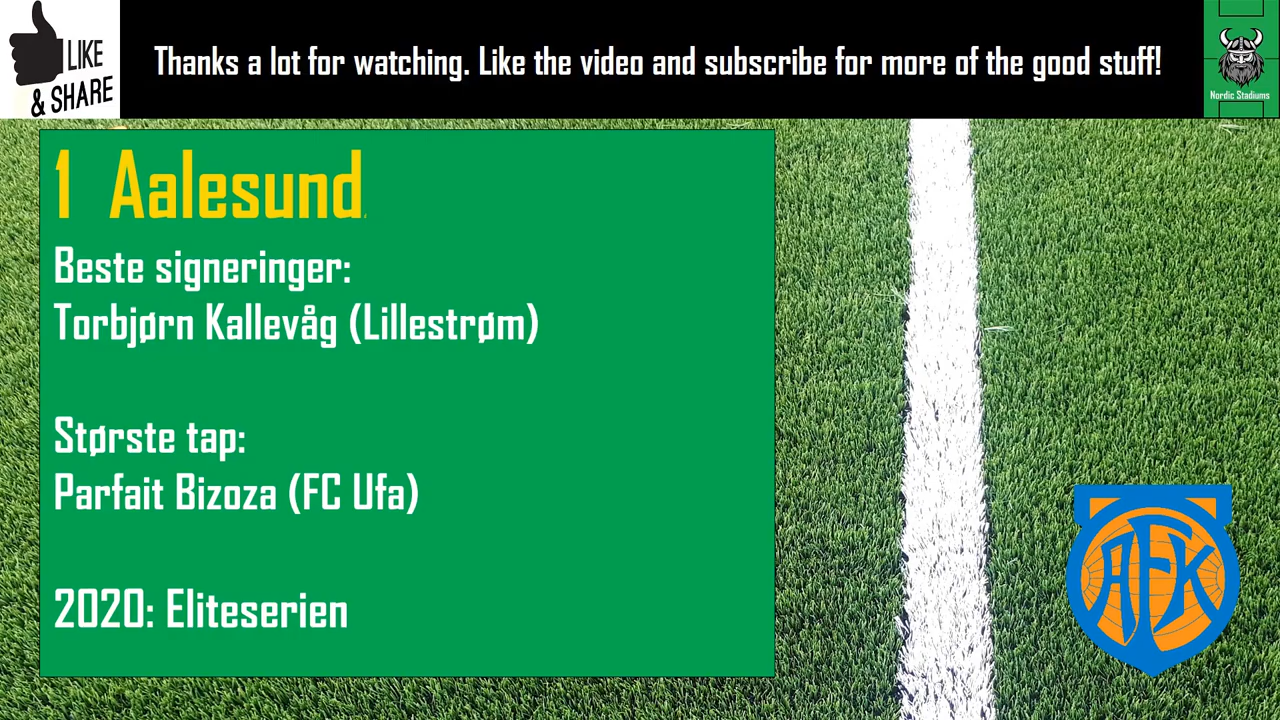 LIKE
& SHARE
Thanks a lot for watching. Like the video and subscribe for more of the good stuff!
Nordic Stadiums
1 Aalesund
Beste signeringer:
Torbjørn Kallevåg (Lillestrøm)
Største tap:
Parfait Bizoza (FC Ufa)
2020: Eliteserien
AFK